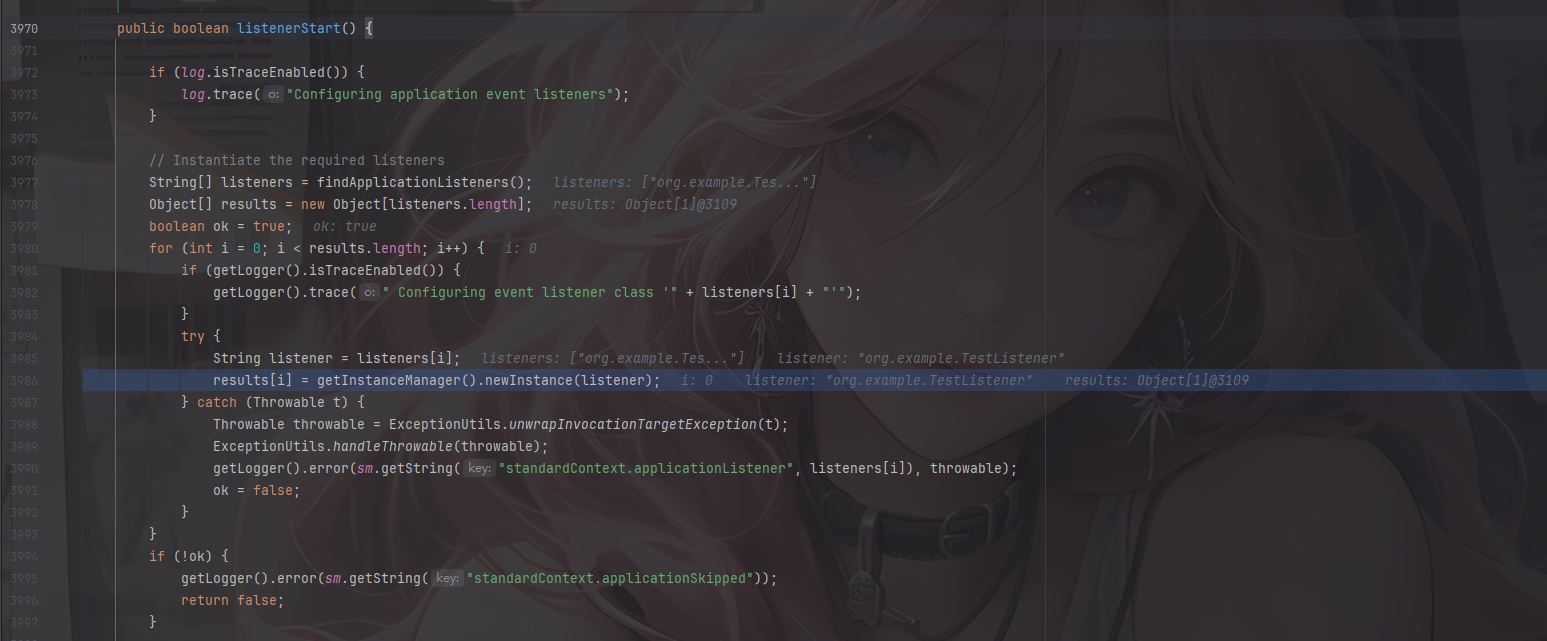 3970 public boolean listenerStart() {
3971
3972 if (log.isTraceEnabled()) {
3973 log.trace( o: "Configuring application event listeners");
3974 }
3975
3976 // Instantiate the required listeners
3977 String[] listeners = findApplicationListeners(); listeners: ["org.example.Tes..."]
3978 Object[] results = new Object[listeners.length]; results: Object[1]@3109
3979 boolean ok = true; ok: true
3980 for (int i = 0; i < results.length; i++) { i: 0
3981 if (getLogger().isTraceEnabled()) {
3982 getLogger().trace( o: " Configuring event listener class '" + listeners[i] + "'");
3983 }
3984 try {
3985 String listener = listeners[i]; listeners: ["org.example.Tes..."] listener: "org.example.TestListener"
3986 results[i] = getInstanceManager().newInstance(listener); i: 0 listener: "org.example.TestListener" results: Object[1]@3109
3987 } catch (Throwable t) {
3988 Throwable throwable = ExceptionUtils.unwrapInvocationTargetException(t);
3989 ExceptionUtils.handleThrowable(throwable);
3990 getLogger().error(sm.getString( key: "standardContext.applicationListener", listeners[i]), throwable);
3991 ok = false;
3992 }
3993 }
3994 if (!ok) {
3995 getLogger().error(sm.getString( key: "standardContext.applicationSkipped"));
3996 return false;
3997 }